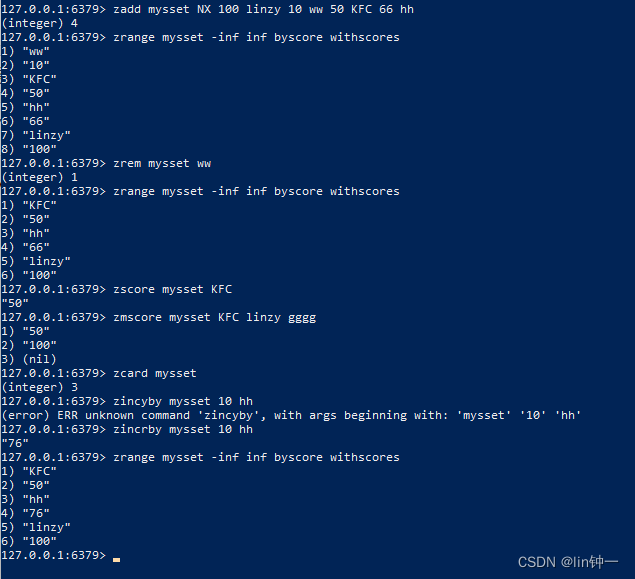 127.0.0.1:6379> zadd mysset NX 100 linzy 10 ww 50 KFC 66 hh
(integer) 4
127.0.0.1:6379> zrange mysset -inf inf byscore withscores
1) "ww"
2) "10"
3) "KFC"
4) "50"
5) "hh"
6) "66"
7) "linzy"
8) "100"
127.0.0.1:6379> zrem mysset ww
(integer) 1
127.0.0.1:6379> zrange mysset -inf inf byscore withscores
1) "KFC"
2) "50"
3) "hh"
4) "66"
5) "linzy"
6) "100"
127.0.0.1:6379> zscore mysset KFC
"50"
127.0.0.1:6379> zmscore mysset KFC linzy gggg
1) "50"
2) "100"
3) (nil)
127.0.0.1:6379> zcard mysset
(integer) 3
127.0.0.1:6379> zincyby mysset 10 hh
(error) ERR unknown command 'zincyby', with args beginning with: 'mysset' '10' 'hh'
127.0.0.1:6379> zincrby mysset 10 hh
"76"
127.0.0.1:6379> zrange mysset -inf inf byscore withscores
1) "KFC"
2) "50"
3) "hh"
4) "76"
5) "linzy"
6) "100"
127.0.0.1:6379>
CSDN @lin钟一